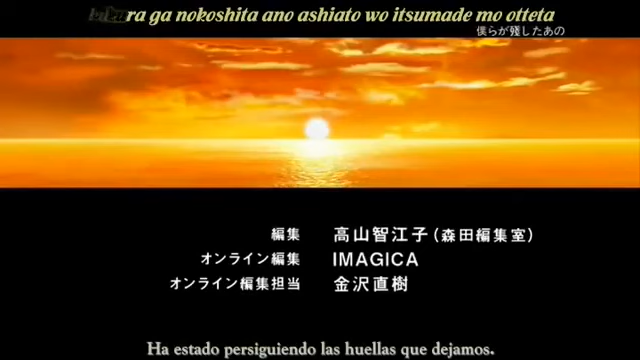 bokura ga nokoshita ano ashiato wo itsumade mo otteta
僕らが残したあの
編集 高山智江子(森田編集室)
オンライン編集 IMAGICA
オンライン編集担当 金沢直樹
Ha estado persiguiendo las huellas que dejamos.